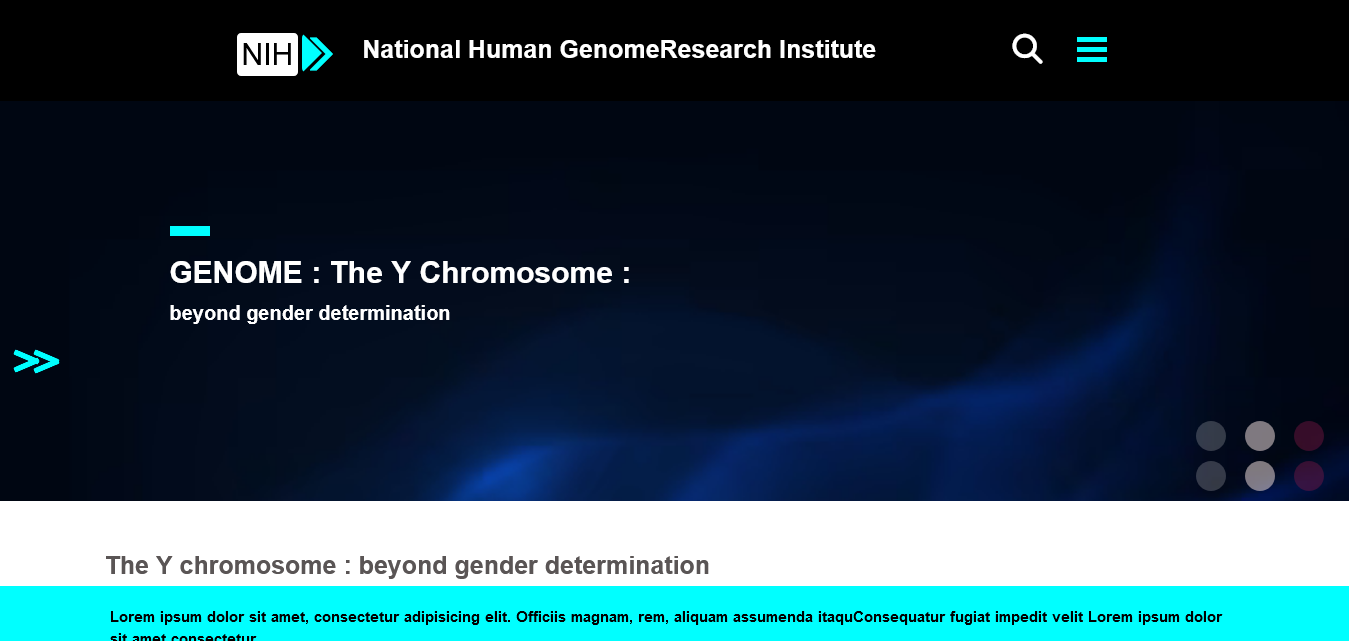 NIH
National Human GenomeResearch Institute
GENOME : The Y Chromosome :
beyond gender determination
The Y chromosome : beyond gender determination
Lorem ipsum dolor sit amet, consectetur adipisicing elit. Officiis magnam, rem, aliquam assumenda itaquConsequatur fugiat impedit velit Lorem ipsum dolor
sit amet consectetur